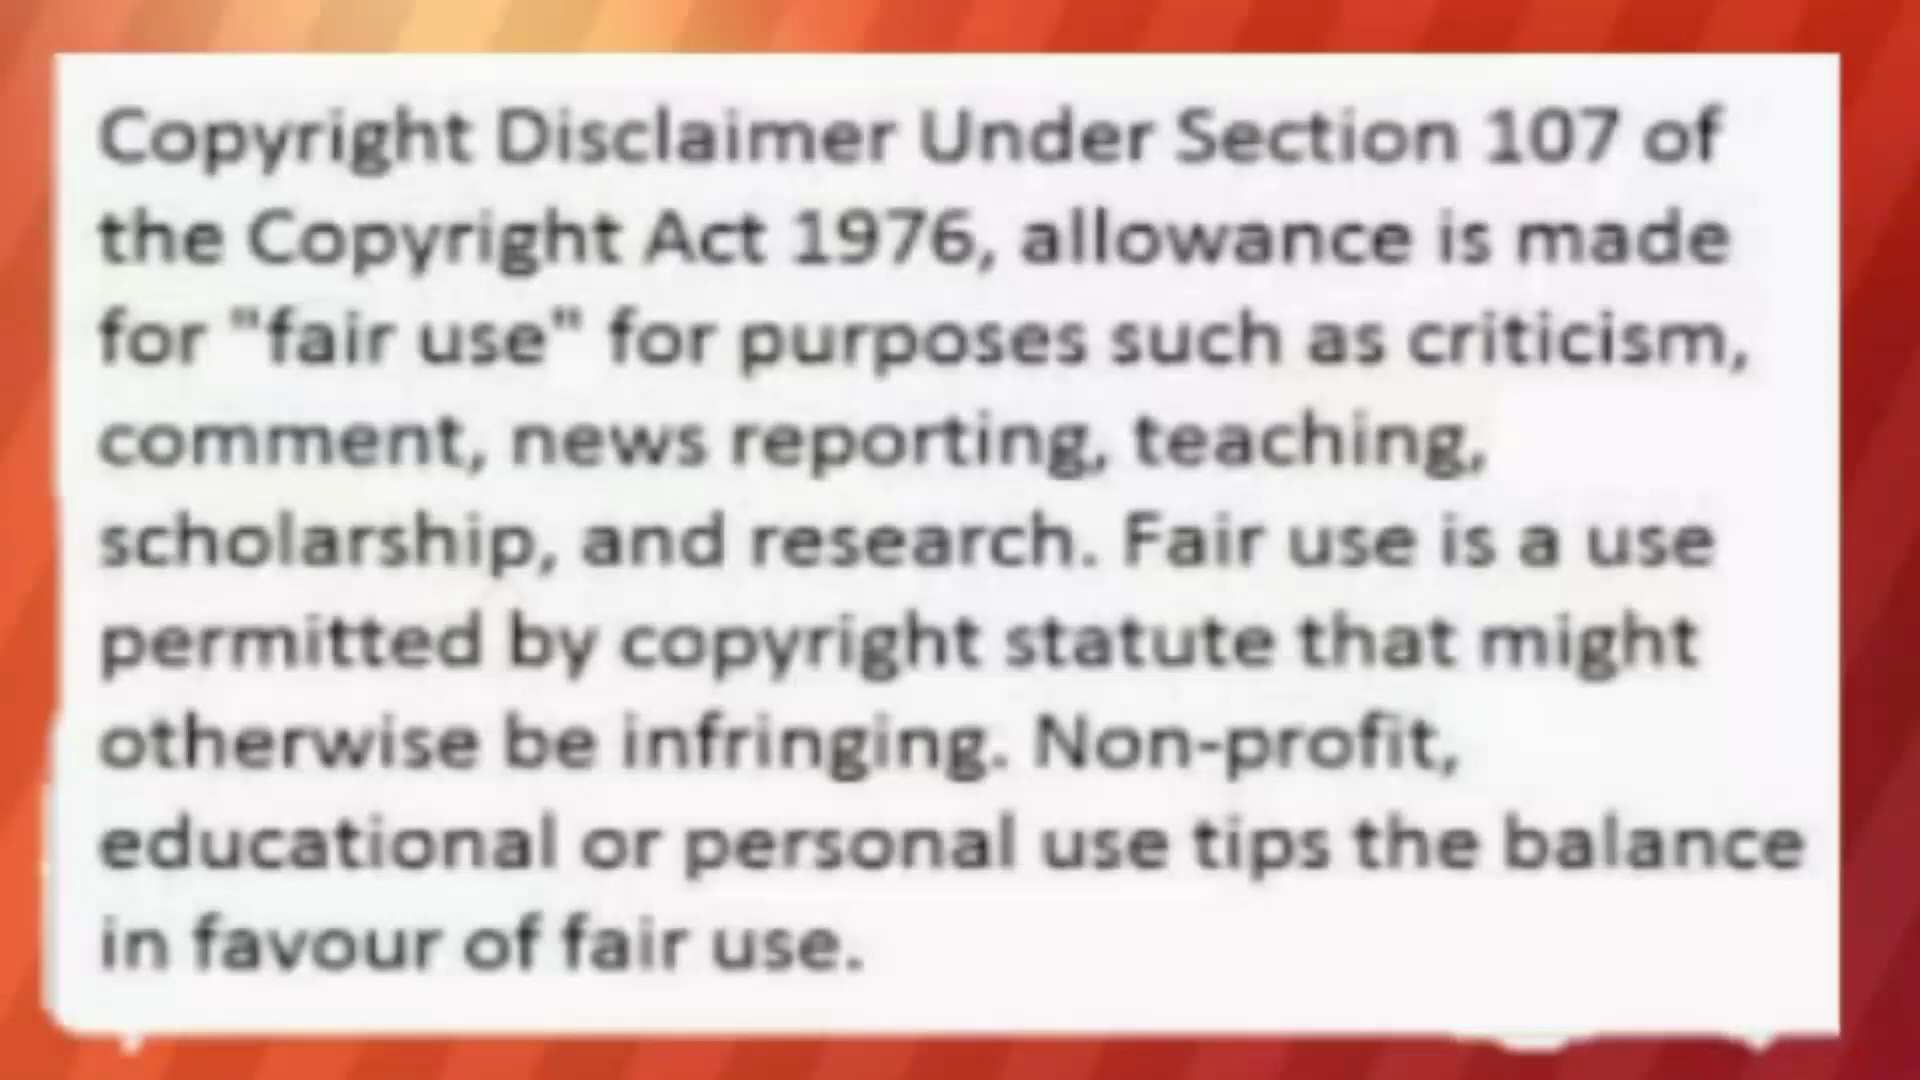 Copyright Disclaimer Under Section 107 of
the Copyright Act 1976, allowance is made
for "fair use" for purposes such as criticism,
comment, news reporting, teaching,
scholarship, and research. Fair use is a use
permitted by copyright statute that might
otherwise be infringing. Non-profit,
educational or personal use tips the balance
in favour of fair use.